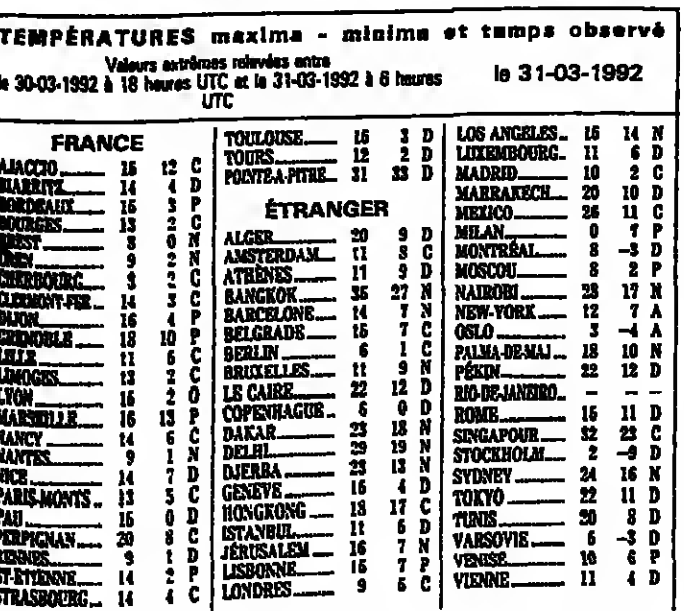 TEMPÉRATURES maxima - minima et temps observé
Valeurs extrêmes relevées entre
le 30-03-1992 à 18 heures UTC et le 31-03-1992 à 6 heures UTC
le 31-03-1992
FRANCE
AJACCIO 15 12 C
BIARRITZ 14 4 D
BORDEAUX 15 3 P
BOURGES 13 2 C
BREST 8 0 N
CAEN 9 2 N
CHERBOURG 3 2 C
CLERMONT-FER. 14 3 C
DIJON 16 4 P
GRENOBLE 18 10 P
LILLE 11 6 C
LIMOGES 13 2 C
LYON 15 2 O
MARSEILLE 16 13 P
NANCY 14 6 C
NANTES 9 1 N
NICE 14 7 D
PARIS-MONTS 13 5 C
PAU 15 0 D
PERPIGNAN 20 8 C
RENNES 9 1 D
ST-ETIENNE 14 2 P
STRASBOURG 14 4 C
TOULOUSE 15 3 D
TOURS 12 2 D
POINTE-A-PITRE 31 33 D
ÉTRANGER
ALGER 20 9 D
AMSTERDAM 11 8 C
ATHÈNES 11 9 D
BANGKOK 35 27 N
BARCELONE 14 7 N
BELGRADE 15 7 C
BERLIN 6 1 C
BRUXELLES 11 9 N
LE CAIRE 22 12 D
COPENHAGUE 6 0 D
DAKAR 23 18 N
DELHI 29 19 N
DJERBA 23 13 N
GENEVE 15 4 D
HONGKONG 18 17 C
ISTANBUL 11 6 D
JÉRUSALEM 16 7 N
LISBONNE 15 7 P
LONDRES 9 5 C
LOS ANGELES 15 14 N
LUXEMBOURG 11 6 D
MADRID 10 2 C
MARRAKECH 20 10 D
MEXICO 26 11 C
MILAN 0 7 P
MONTRÉAL 8 -3 D
MOSCOU 8 2 P
NAIROBI 28 17 N
NEW-YORK 12 7 A
OSLO 3 -4 A
PALMA-DE-MAJ. 18 10 N
PÉKIN 22 12 D
RIO-DE-JANEIRO – – –
ROME 15 11 D
SINGAPOUR 32 23 C
STOCKHOLM 2 -9 D
SYDNEY 24 16 N
TOKYO 22 11 D
TUNIS 20 8 D
VARSOVIE 6 -3 D
VENISE 10 6 P
VIENNE 11 4 D